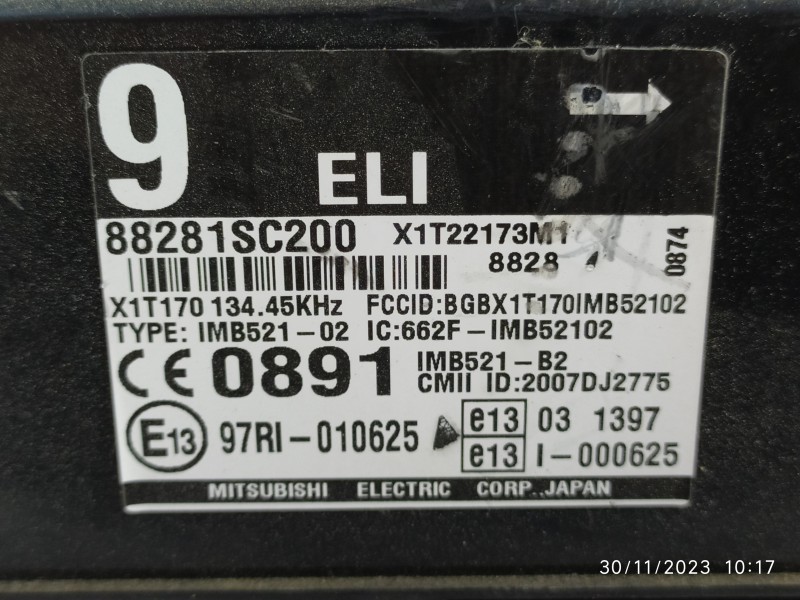 9
ELI
88281SC200 X1T22173M1
8828 0874
X1T170 134.45KHz FCCID:BGBX1T170IMB52102
TYPE: IMB521-02 IC:662F-IMB52102
CE 0891 IMB521-B2
CMII ID:2007DJ2775
E13 97RI-010625 e13 03 1397
e13 I-000625
MITSUBISHI ELECTRIC CORP. JAPAN
30/11/2023 10:17